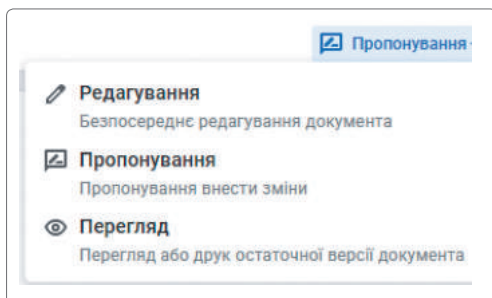 Пропонування
Редагування
Безпосереднє редагування документа
Пропонування
Пропонування внести зміни
Перегляд
Перегляд або друк остаточної версії документа